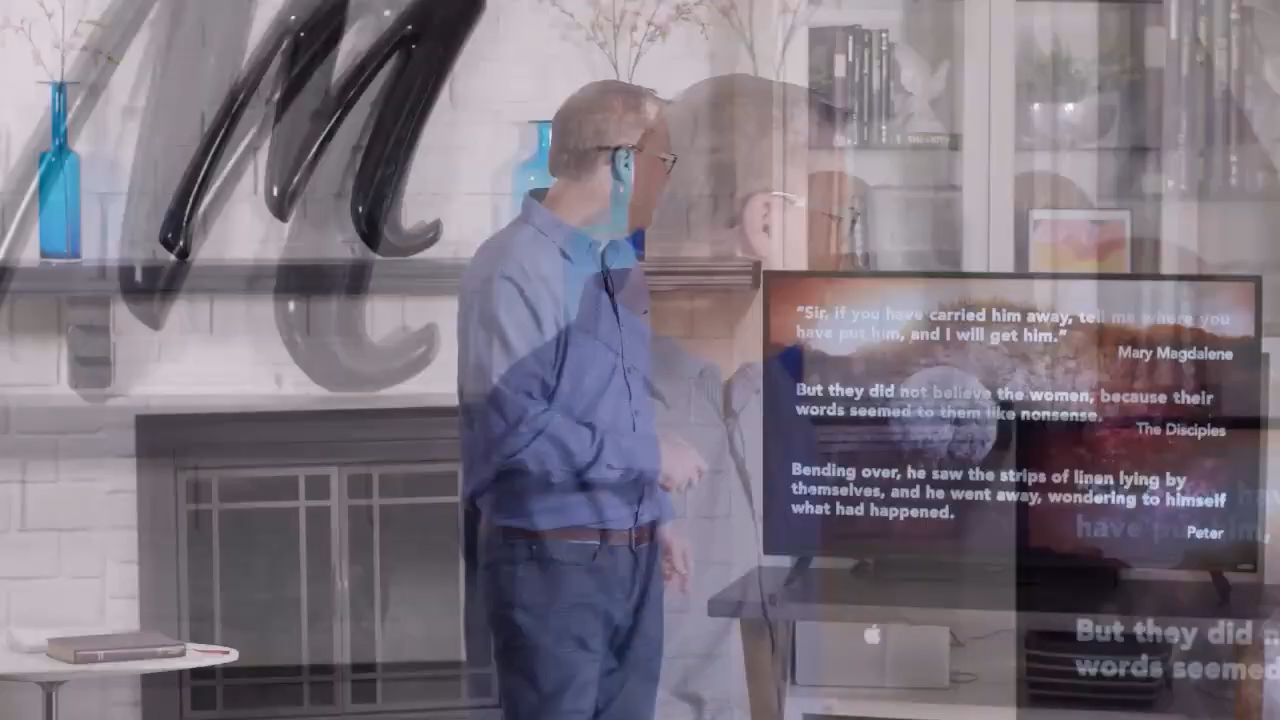 M
THE CITY
"Sir, if you have carried him away, tell me where you
have put him, and I will get him."
Mary Magdalene
But they did not believe the women, because their
words seemed to them like nonsense.
The Disciples
Bending over, he saw the strips of linen lying by
themselves, and he went away, wondering to himself
what had happened.
Peter
have put him,
But they did n
words seemed